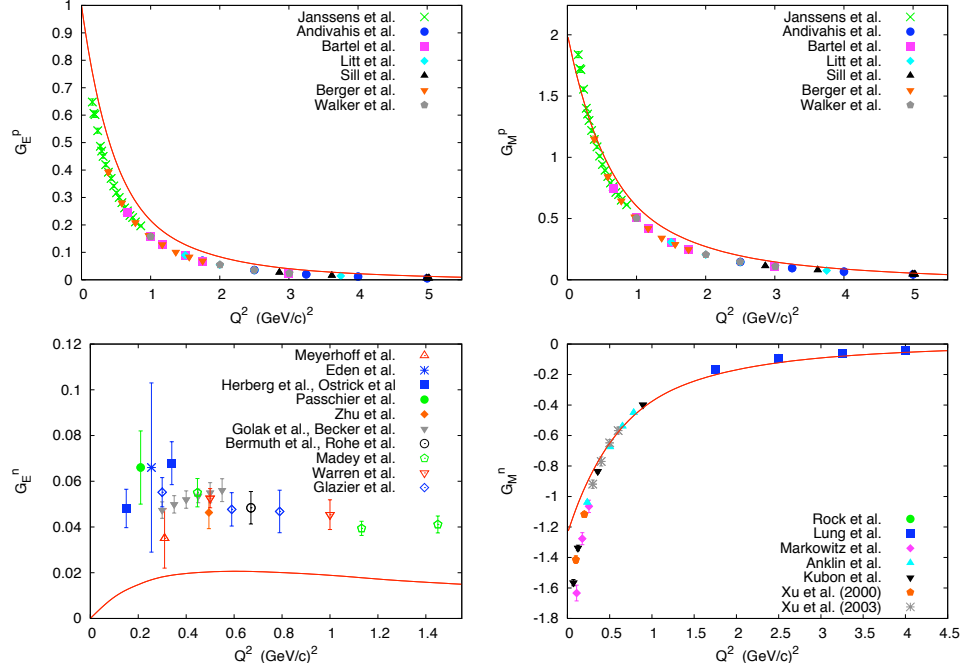 Janssens et al.
Andivahis et al.
Bartel et al.
Litt et al.
Sill et al.
Berger et al.
Walker et al.
G_E^p
1
0.9
0.8
0.7
0.6
0.5
0.4
0.3
0.2
0.1
0
0 1 2 3 4 5
Q^2 (GeV/c)^2
Janssens et al.
Andivahis et al.
Bartel et al.
Litt et al.
Sill et al.
Berger et al.
Walker et al.
G_M^p
2
1.5
1
0.5
0
0 1 2 3 4 5
Q^2 (GeV/c)^2
Meyerhoff et al.
Eden et al.
Herberg et al., Ostrick et al
Passchier et al.
Zhu et al.
Golak et al., Becker et al.
Bermuth et al., Rohe et al.
Madey et al.
Warren et al.
Glazier et al.
G_E^n
0.12
0.1
0.08
0.06
0.04
0.02
0
0 0.2 0.4 0.6 0.8 1 1.2 1.4
Q^2 (GeV/c)^2
G_M^n
0
-0.2
-0.4
-0.6
-0.8
-1
-1.2
-1.4
-1.6
-1.8
Rock et al.
Lung et al.
Markowitz et al.
Anklin et al.
Kubon et al.
Xu et al. (2000)
Xu et al. (2003)
0 0.5 1 1.5 2 2.5 3 3.5 4 4.5
Q^2 (GeV/c)^2